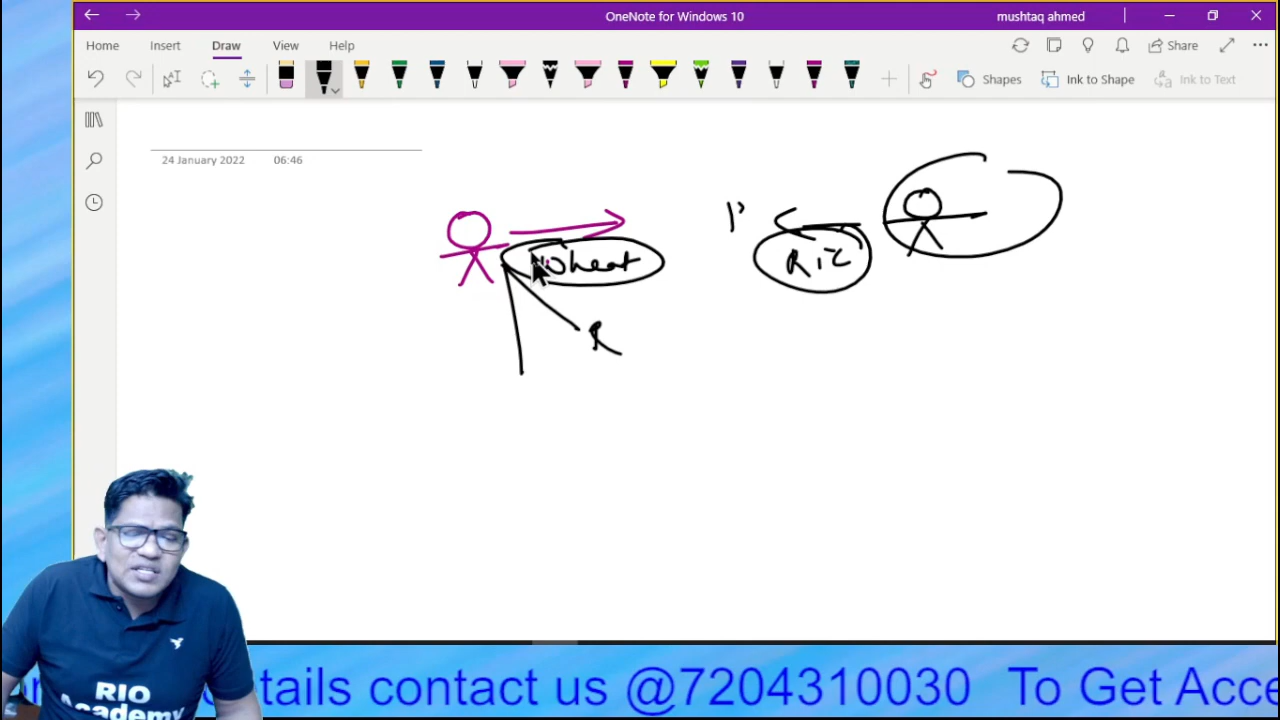 OneNote for Windows 10
mushtaq ahmed
Home Insert Draw View Help
Share
Shapes
Ink to Shape
Ink to Text
24 January 2022 06:46
Wheat
R
RIO
Academy
tails contact us @7204310030 To Get Acce